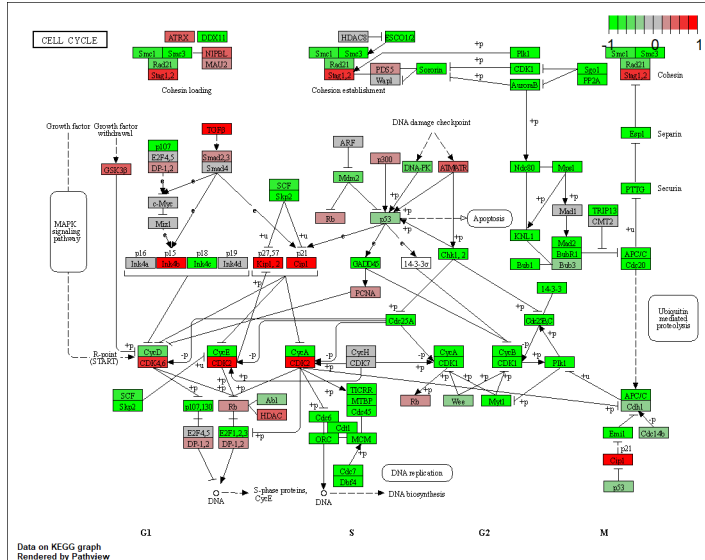 CELL CYCLE
ATRX DDX11
Smc1 Smc3 NIPBL
Rad21 MAU2
Stag1,2
Cohesin loading
HDAC8 ESCO1/2
Smc1 Smc3
Rad21
Stag1,2
PDS5
Wapl
Sororin
Cohesion establishment
+p
Plk1
CDK1
AuroraB
Sgo1
PP2A
-1 0 1
Smc1 Smc3
Rad21
Stag1,2
Cohesin
Growth factor
Growth factor
withdrawal
TGFβ
GSK3β
p107
E2F4,5
DP-1,2
Smad2,3
Smad4
c-Myc
Miz1
SCF
Skp2
ARF
Mdm2
p300
DNA damage checkpoint
DNA-PK
ATM/ATR
Rb
p53
Apoptosis
Ndc80
Mps1
Mad1
KNL1
Mad2
BubR1
Bub3
Bub1
TRIP13
CMT2
Esp1
Separin
PTTG
Securin
APC/C
Cdc20
MAPK
signaling
pathway
p16 p15 p18 p19 p27,57 p21
Ink4a Ink4b Ink4c Ink4d Kip1,2 Cip1
GADD45
14-3-3σ
Chk1,2
PCNA
14-3-3
Cdc25A
Cdc25B,C
Ubiquitin
mediated
proteolysis
R-point
(START)
CycD
CDK4,6
CycE
CDK2
CycA
CDK2
CycH
CDK7
CycA
CDK1
CycB
CDK1
Plk1
SCF
Skp2
p107,130
Rb
Abl
HDAC
E2F4,5
DP-1,2
E2F1,2,3
DP-1,2
TICRR
MTBP
Cdc45
Cdc6
Cdt1
ORC
MCM
Cdc7
Dbf4
Rb
Wee
Myt1
APC/C
Cdh1
Emi1
Cdc14b
p21
Cip1
p53
DNA
S-phase proteins,
CycE
DNA
DNA biosynthesis
DNA replication
G1 S G2 M
Data on KEGG graph
Rendered by Pathview